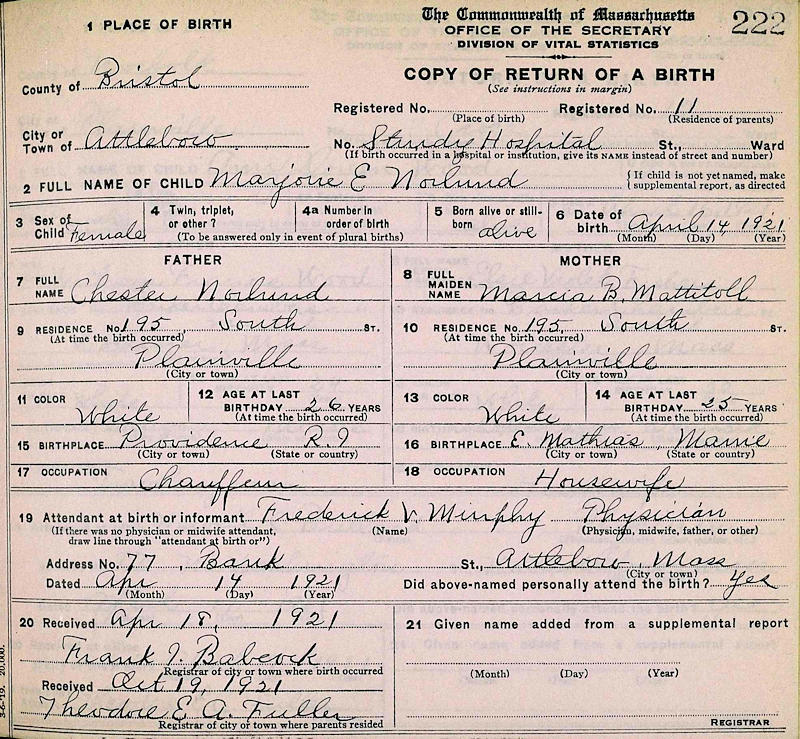 The Commonwealth of Massachusetts
222
1 PLACE OF BIRTH
OFFICE OF THE SECRETARY
DIVISION OF VITAL STATISTICS
County of Bristol
COPY OF RETURN OF A BIRTH
(See instructions in margin)
Registered No. (Place of birth) Registered No. 11 (Residence of parents)
City or Town of Attleboro
No. Sturdy Hospital St., Ward
(If birth occurred in a hospital or institution, give its NAME instead of street and number)
2 FULL NAME OF CHILD Marjorie E Norlund
{ If child is not yet named, make supplemental report, as directed
3 Sex of Child Female
4 Twin, triplet, or other?
4a Number in order of birth
(To be answered only in event of plural births)
5 Born alive or still-born alive
6 Date of birth April 14, 1921
(Month) (Day) (Year)
FATHER
MOTHER
7 FULL NAME Chester Norlund
8 FULL MAIDEN NAME Marcia B. Mattitoll
9 RESIDENCE No. 195, South ST.
(At time the birth occurred)
Plainville
(City or town)
10 RESIDENCE No. 195, South ST.
(At time the birth occurred)
Plainville
(City or town)
11 COLOR White
12 AGE AT LAST BIRTHDAY 26 YEARS
(At time the birth occurred)
13 COLOR White
14 AGE AT LAST BIRTHDAY 25 YEARS
(At time the birth occurred)
15 BIRTHPLACE Providence R.I
(City or town) (State or country)
16 BIRTHPLACE E. Mathias, Maine
(City or town) (State or country)
17 OCCUPATION Chauffeur
18 OCCUPATION Housewife
19 Attendant at birth or informant Frederick V. Murphy Physician
(If there was no physician or midwife attendant, draw line through "attendant at birth or")
(Name) (Physician, midwife, father, or other)
Address No. 77, Bank St., Attleboro, Mass
(City or town)
Dated Apr 14 1921
(Month) (Day) (Year)
Did above-named personally attend the birth? Yes
20 Received Apr 18, 1921
Frank I. Babcock
Registrar of city or town where birth occurred
Received Oct 19, 1921
Theodore E. A. Fuller
Registrar of city or town where parents resided
21 Given name added from a supplemental report
(Month) (Day) (Year)
REGISTRAR
3-6-'19. 20,000.